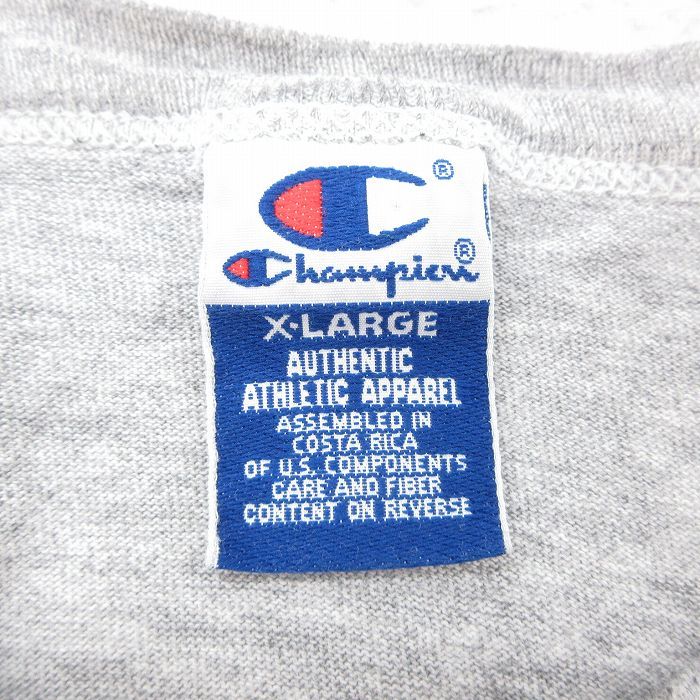 ®
Champion®
X·LARGE
AUTHENTIC
ATHLETIC APPAREL
ASSEMBLED IN
COSTA RICA
OF U.S. COMPONENTS
CARE AND FIBER
CONTENT ON REVERSE